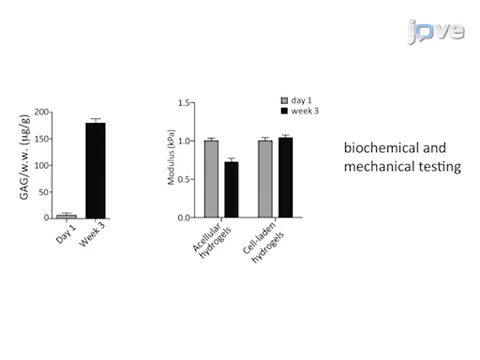 jove
GAG/w.w. (µg/g)
200
150
100
50
0
Day 1
Week 3
Modulus (kPa)
1.5
1.0
0.5
0.0
Acellular
hydrogels
Cell-laden
hydrogels
day 1
week 3
biochemical and
mechanical testing